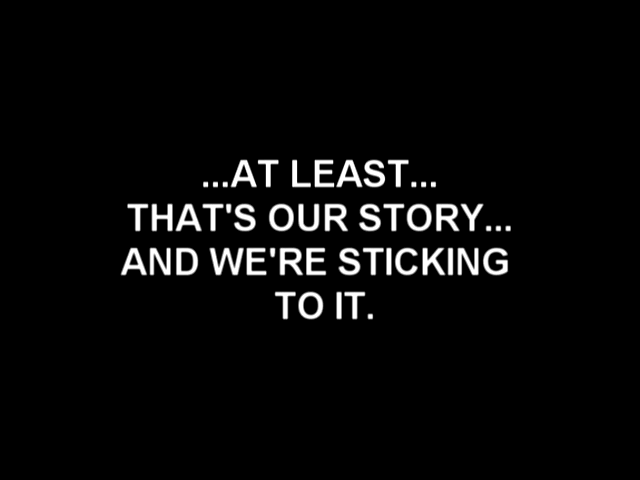 ...AT LEAST...
THAT'S OUR STORY...
AND WE'RE STICKING
TO IT.